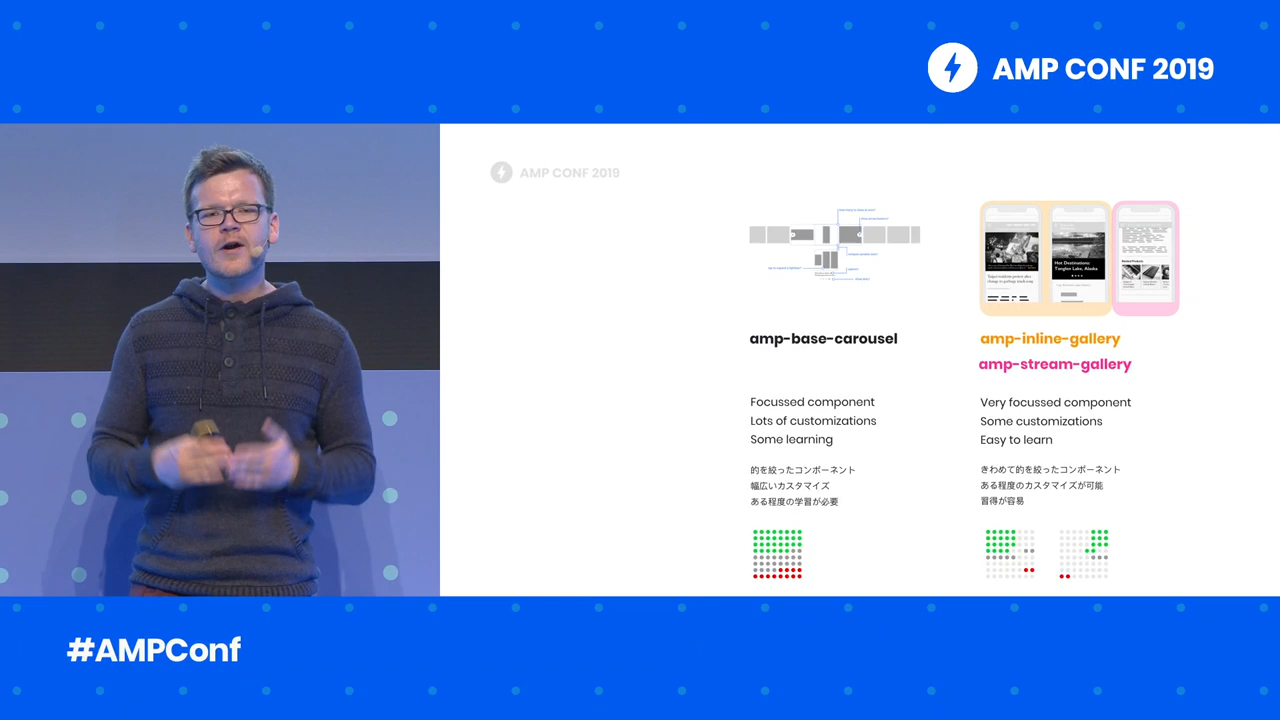 AMP CONF 2019
AMP CONF 2019
Hot Destinations:
Tanglen Lake, Alaska
amp-base-carousel
Focussed component
Lots of customizations
Some learning
的を絞ったコンポーネント
幅広いカスタマイズ
ある程度の学習が必要
amp-inline-gallery
amp-stream-gallery
Very focussed component
Some customizations
Easy to learn
きわめて的を絞ったコンポーネント
ある程度のカスタマイズが可能
習得が容易
#AMPConf